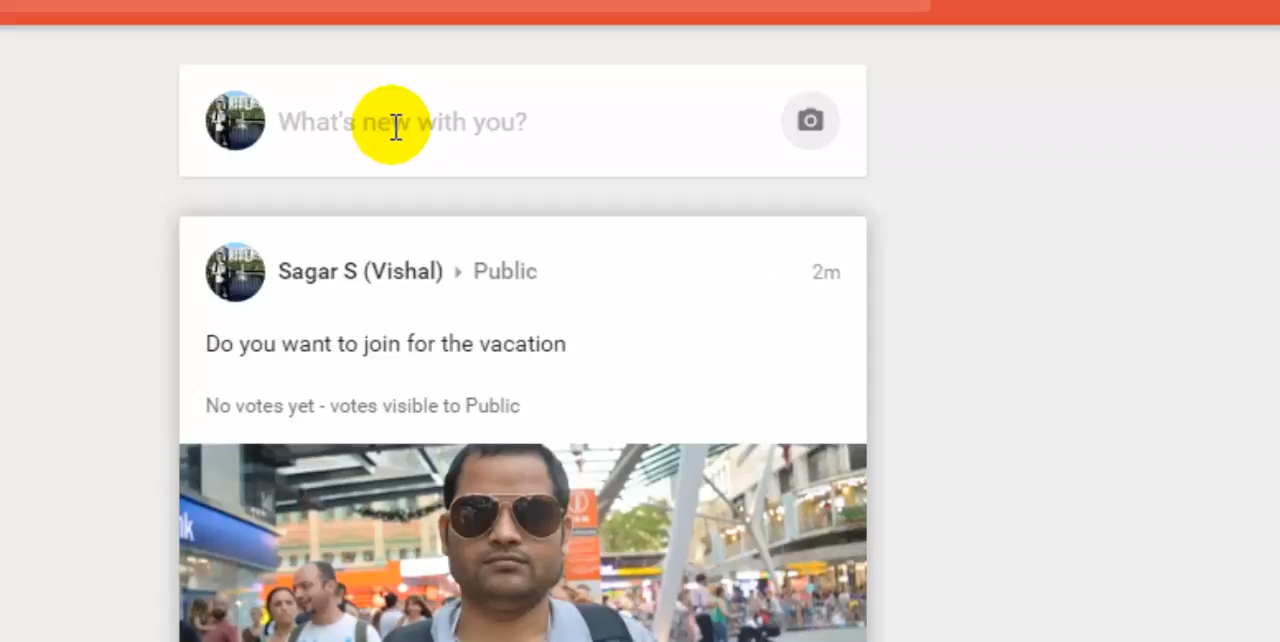 What's new with you?
Sagar S (Vishal) ‣ Public
2m
Do you want to join for the vacation
No votes yet - votes visible to Public